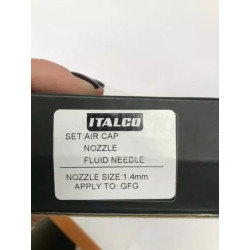 ITALCO
SET:AIR CAP
NOZZLE
FLUID NEEDLE
NOZZLE SIZE:1.4mm
APPLY TO: GFG